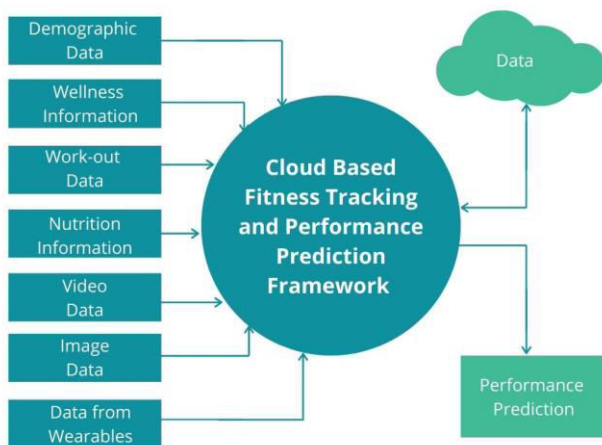 Demographic
Data
Wellness
Information
Work-out
Data
Nutrition
Information
Video
Data
Image
Data
Data from
Wearables
Cloud Based
Fitness Tracking
and Performance
Prediction
Framework
Data
Performance
Prediction